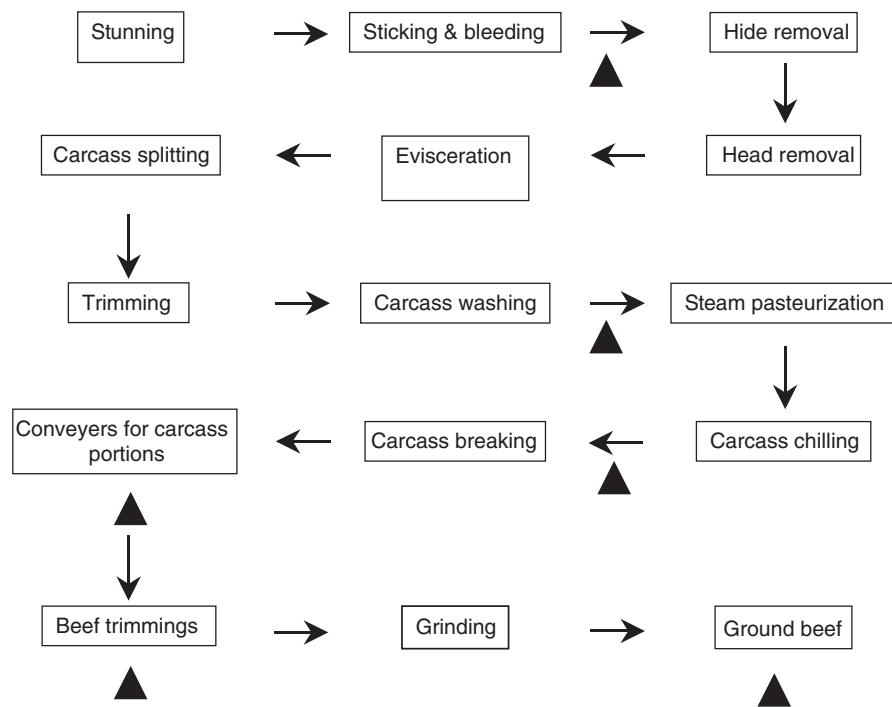 Stunning
Sticking & bleeding
Hide removal
Head removal
Evisceration
Carcass splitting
Trimming
Carcass washing
Steam pasteurization
Carcass chilling
Carcass breaking
Conveyers for carcass
portions
Beef trimmings
Grinding
Ground beef